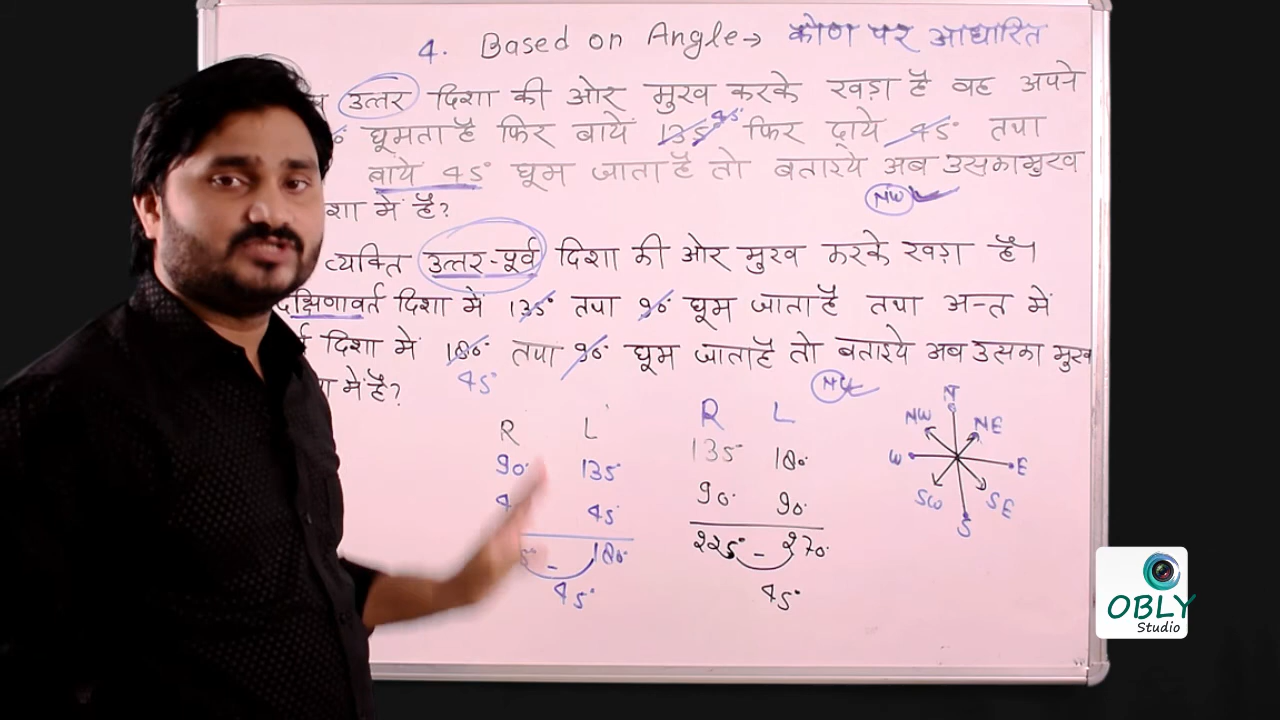 4. Based on Angle→ कोण पर आधारित
उत्तर दिशा की ओर मुख करके खड़ा है वह अपने
घूमता है फिर बायें 135° 45° फिर दायें 45° तथा
बायें 45° घूम जाता है तो बताइये अब उसका मुख
शा में है? NW
व्यक्ति उत्तर-पूर्व दिशा की ओर मुख करके खड़ा है।
दक्षिणावर्त दिशा में 135° तथा 90° घूम जाता है तथा अन्त में
दिशा में 180° तथा 90° घूम जाता है तो बताइये अब उसका मुख
में है? 45°
R L
90° 135°
4 45°
5° - 180°
45°
R L
135° 180°
90° 90°
225° - 270°
45°
N
NW NE
W E
SW SE
S
OBLY
Studio